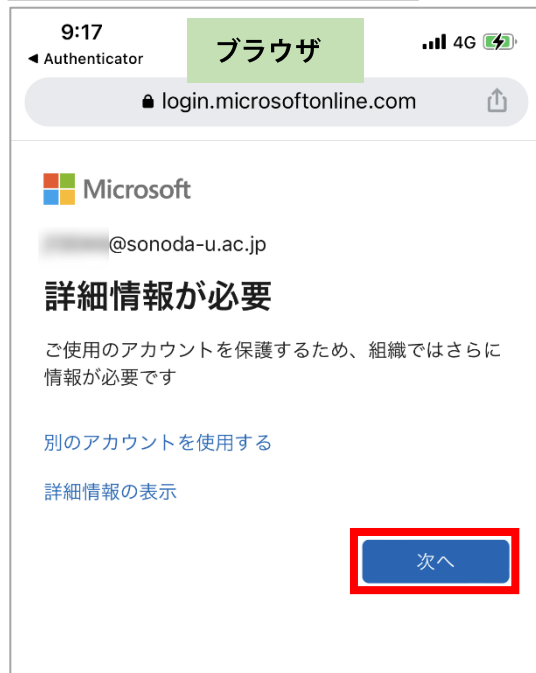 9:17
ブラウザ
4G
◀ Authenticator
login.microsoftonline.com
Microsoft
@sonoda-u.ac.jp
詳細情報が必要
ご使用のアカウントを保護するため、組織ではさらに
情報が必要です
別のアカウントを使用する
詳細情報の表示
次へ